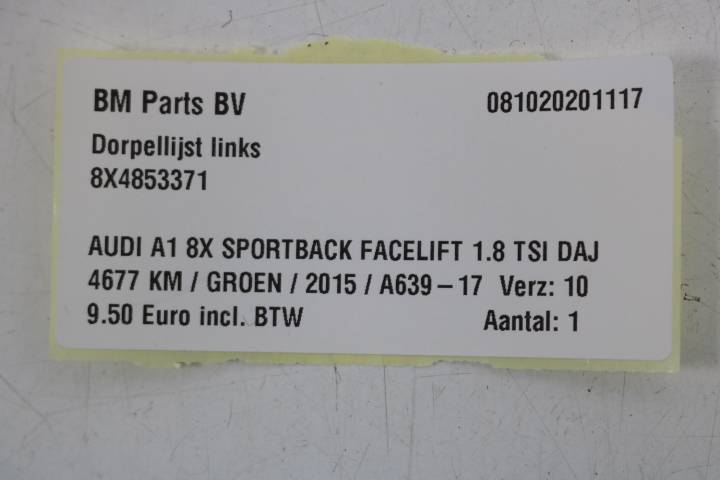 BM Parts BV 081020201117
Dorpellijst links
8X4853371
AUDI A1 8X SPORTBACK FACELIFT 1.8 TSI DAJ
4677 KM / GROEN / 2015 / A639-17 Verz: 10
9.50 Euro incl. BTW Aantal: 1